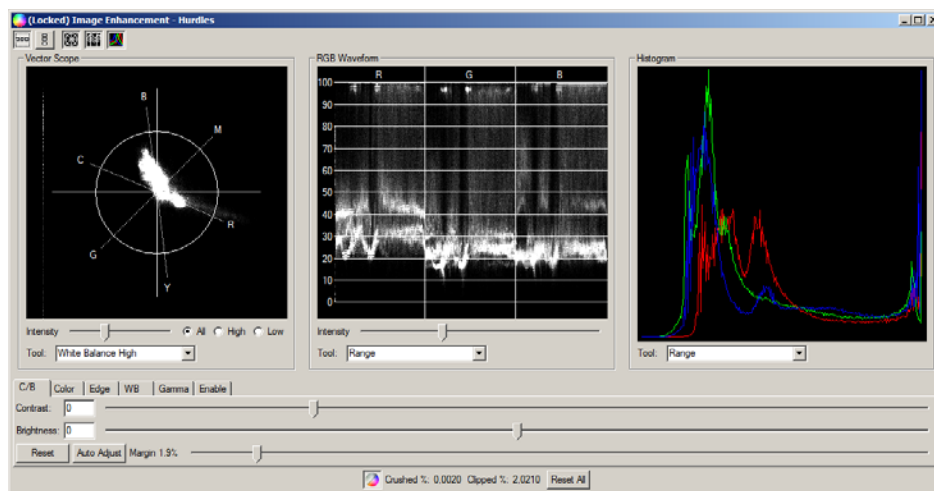 (Locked) Image Enhancement - Hurdles
Vector Scope
B
M
C
R
G
Y
Intensity All High Low
Tool: White Balance High
RGB Waveform
R G B
100
90
80
70
60
50
40
30
20
10
0
Intensity
Tool: Range
Histogram
Tool: Range
C/B Color Edge WB Gamma Enable
Contrast: 0
Brightness: 0
Reset Auto Adjust Margin 1.9%
Crushed %: 0.0020 Clipped %: 2.0210 Reset All